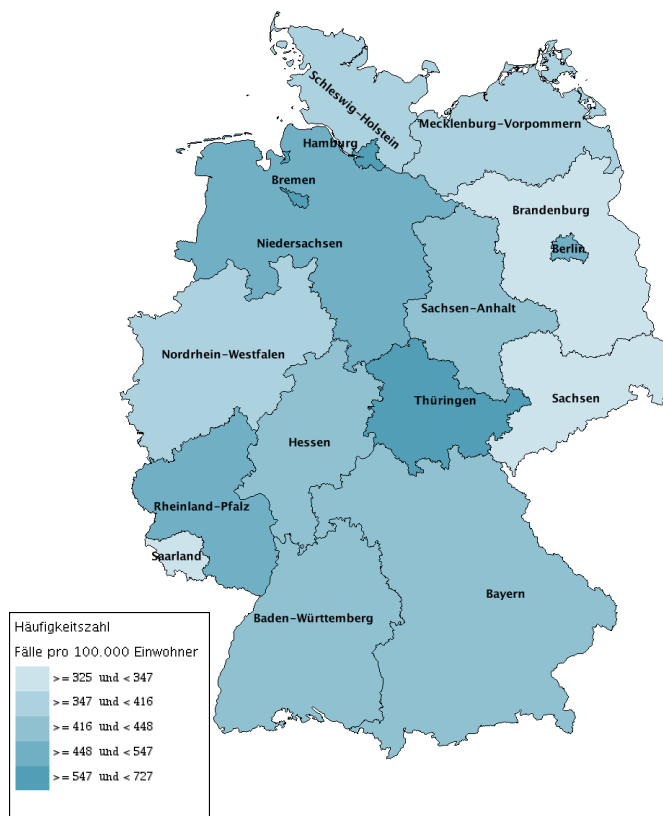 Schleswig-Holstein
Mecklenburg-Vorpommern
Hamburg
Bremen
Brandenburg
Niedersachsen
Berlin
Sachsen-Anhalt
Nordrhein-Westfalen
Thüringen
Sachsen
Hessen
Rheinland-Pfalz
Saarland
Bayern
Baden-Württemberg
Häufigkeitszahl
Fälle pro 100.000 Einwohner
>= 325 und < 347
>= 347 und < 416
>= 416 und < 448
>= 448 und < 547
>= 547 und < 727